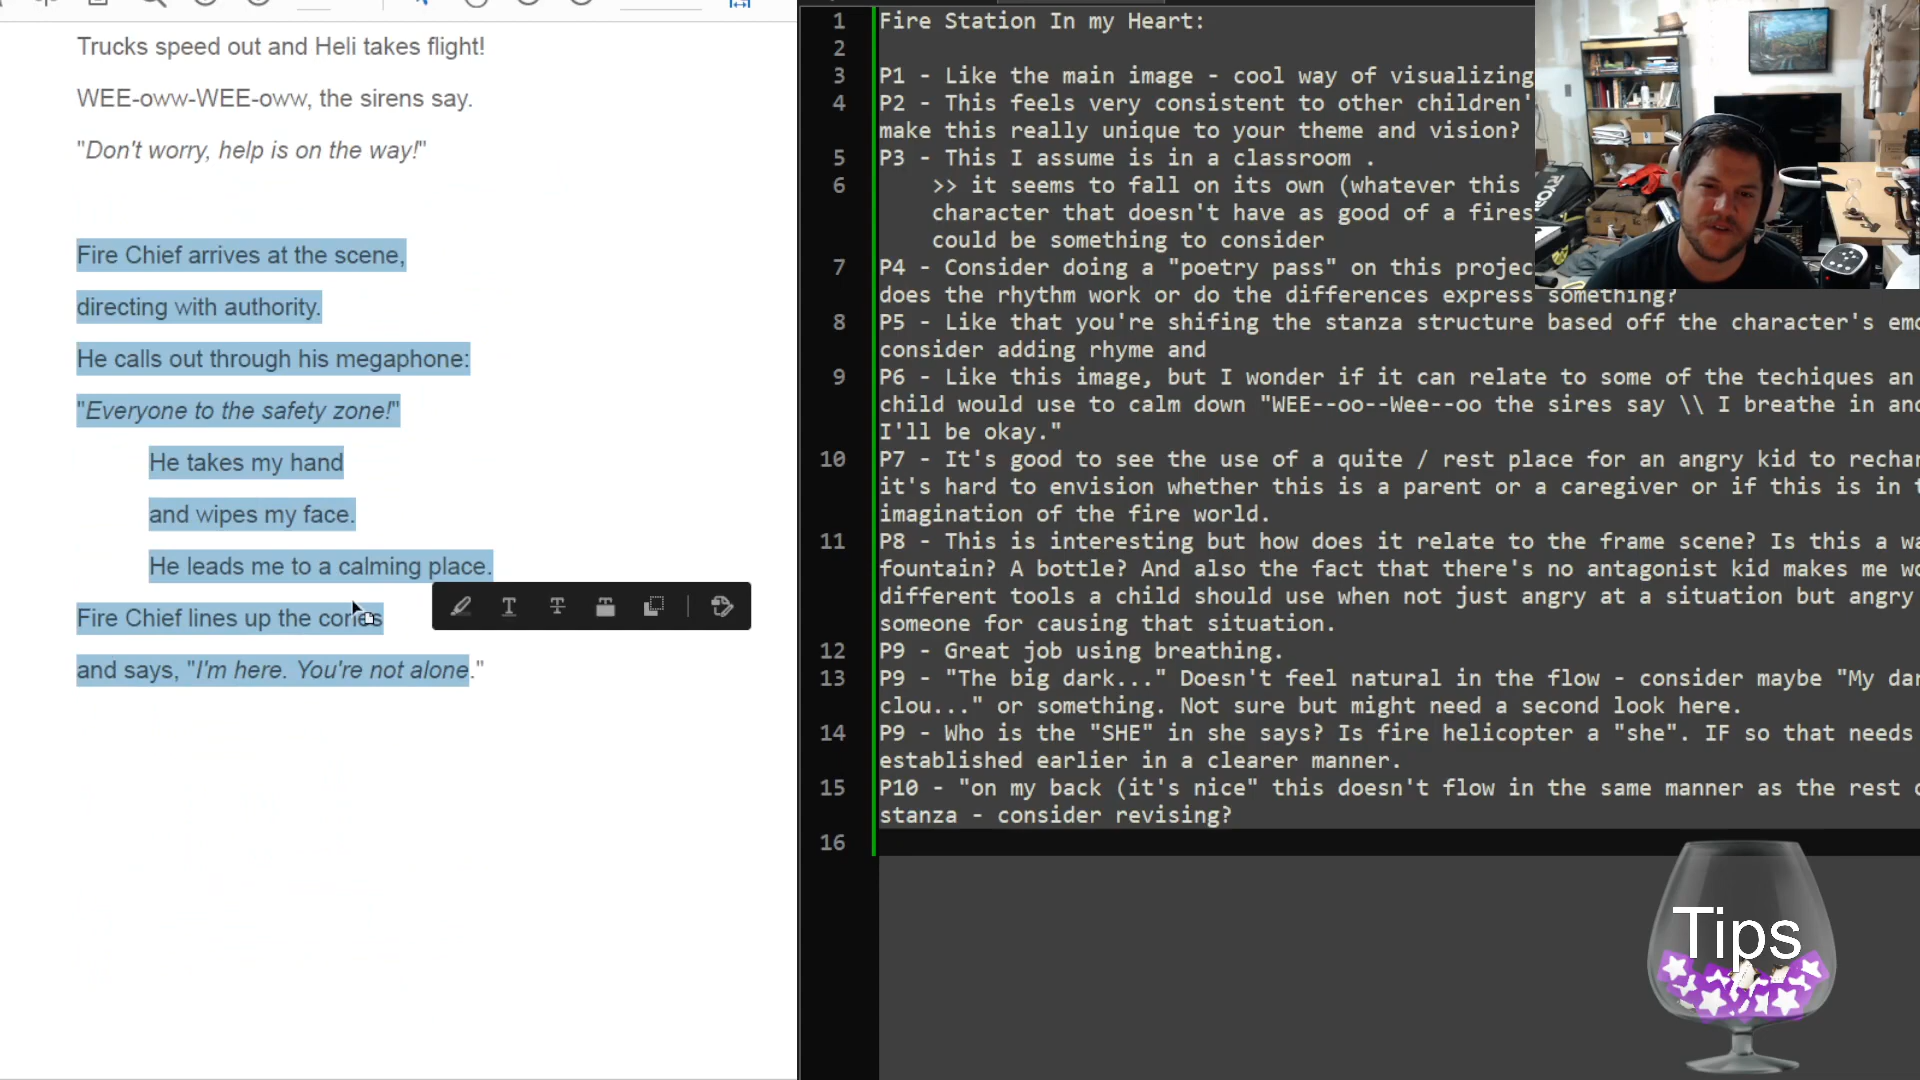 Trucks speed out and Heli takes flight!
WEE-oww-WEE-oww, the sirens say.
"Don't worry, help is on the way!"
Fire Chief arrives at the scene,
directing with authority.
He calls out through his megaphone:
"Everyone to the safety zone!"
He takes my hand
and wipes my face.
He leads me to a calming place.
Fire Chief lines up the cones
and says, "I'm here. You're not alone."
1 Fire Station In my Heart:
2
3 P1 - Like the main image - cool way of visualizing
4 P2 - This feels very consistent to other children'
make this really unique to your theme and vision?
5 P3 - This I assume is in a classroom .
6 >> it seems to fall on its own (whatever this
character that doesn't have as good of a fires
could be something to consider
7 P4 - Consider doing a "poetry pass" on this projec
does the rhythm work or do the differences express something?
8 P5 - Like that you're shifing the stanza structure based off the character's emo
consider adding rhyme and
9 P6 - Like this image, but I wonder if it can relate to some of the techiques an
child would use to calm down "WEE--oo--Wee--oo the sires say \\ I breathe in and
I'll be okay."
10 P7 - It's good to see the use of a quite / rest place for an angry kid to rechar
it's hard to envision whether this is a parent or a caregiver or if this is in t
imagination of the fire world.
11 P8 - This is interesting but how does it relate to the frame scene? Is this a wa
fountain? A bottle? And also the fact that there's no antagonist kid makes me wo
different tools a child should use when not just angry at a situation but angry
someone for causing that situation.
12 P9 - Great job using breathing.
13 P9 - "The big dark..." Doesn't feel natural in the flow - consider maybe "My dar
clou..." or something. Not sure but might need a second look here.
14 P9 - Who is the "SHE" in she says? Is fire helicopter a "she". IF so that needs
established earlier in a clearer manner.
15 P10 - "on my back (it's nice" this doesn't flow in the same manner as the rest o
stanza - consider revising?
16
RYOBI
Tips